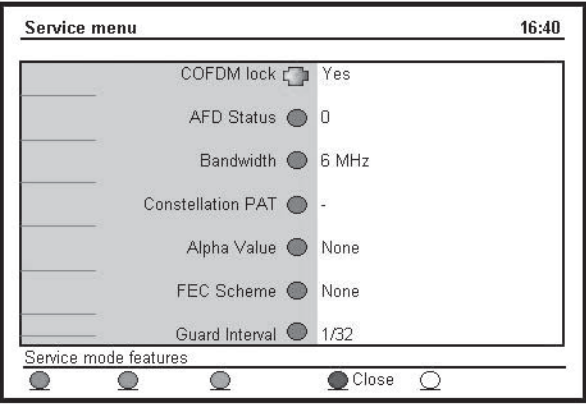 Service menu 16:40
COFDM lock Yes
AFD Status 0
Bandwidth 6 MHz
Constellation PAT -
Alpha Value None
FEC Scheme None
Guard Interval 1/32
Service mode features
Close